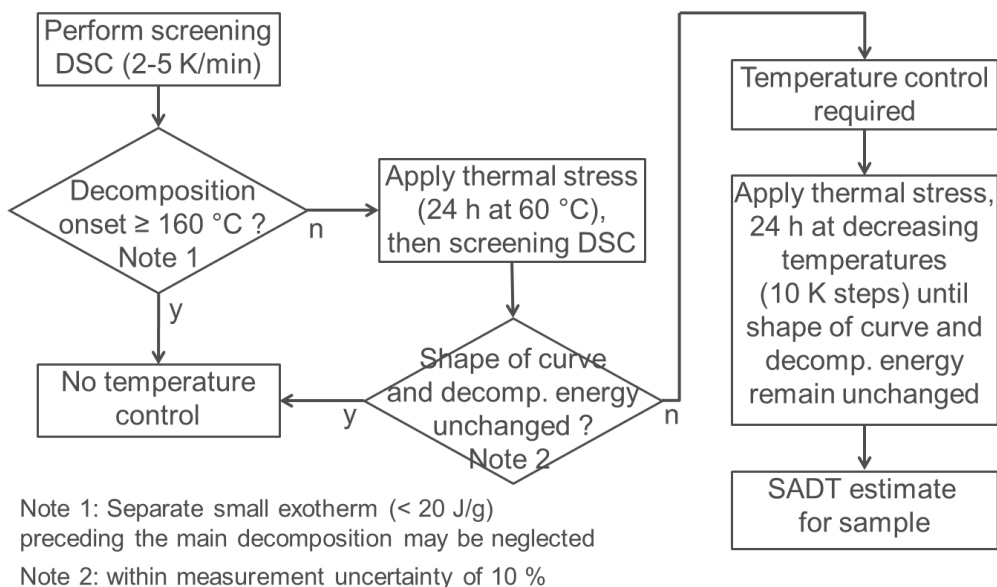 Perform screening
DSC (2-5 K/min)
Decomposition
onset ≥ 160 °C ?
Note 1
n
y
No temperature
control
Apply thermal stress
(24 h at 60 °C),
then screening DSC
Shape of curve
and decomp. energy
unchanged ?
Note 2
y
n
Temperature control
required
Apply thermal stress,
24 h at decreasing
temperatures
(10 K steps) until
shape of curve and
decomp. energy
remain unchanged
SADT estimate
for sample
Note 1: Separate small exotherm (< 20 J/g)
preceding the main decomposition may be neglected
Note 2: within measurement uncertainty of 10 %